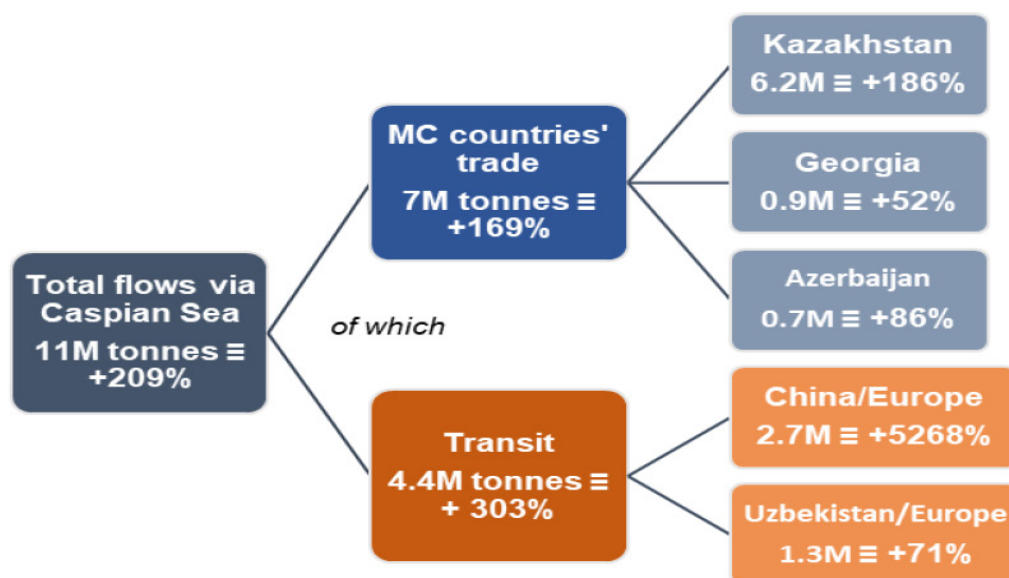 Total flows via
Caspian Sea
11M tonnes ≡
+209%
of which
MC countries'
trade
7M tonnes ≡
+169%
Kazakhstan
6.2M ≡ +186%
Georgia
0.9M ≡ +52%
Azerbaijan
0.7M ≡ +86%
Transit
4.4M tonnes ≡
+ 303%
China/Europe
2.7M ≡ +5268%
Uzbekistan/Europe
1.3M ≡ +71%